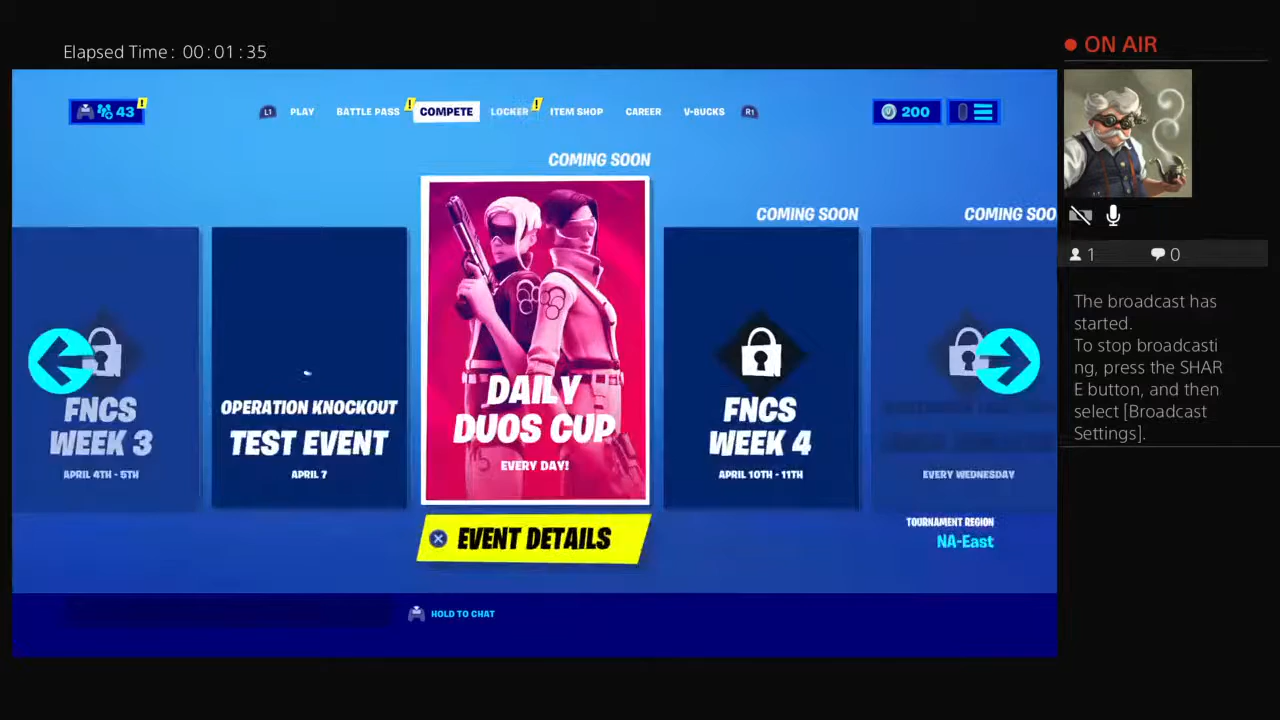 Elapsed Time: 00:01:35
ON AIR
43
!
L1
PLAY
BATTLE PASS
!
COMPETE
LOCKER
!
ITEM SHOP
CAREER
V-BUCKS
R1
200
COMING SOON
COMING SOON
COMING SOO
FNCS
WEEK 3
APRIL 4TH - 5TH
OPERATION KNOCKOUT
TEST EVENT
APRIL 7
DAILY
DUOS CUP
EVERY DAY!
FNCS
WEEK 4
APRIL 10TH - 11TH
EVERY WEDNESDAY
EVENT DETAILS
TOURNAMENT REGION
NA-East
HOLD TO CHAT
1
0
The broadcast has
started.
To stop broadcasti
ng, press the SHAR
E button, and then
select [Broadcast
Settings].